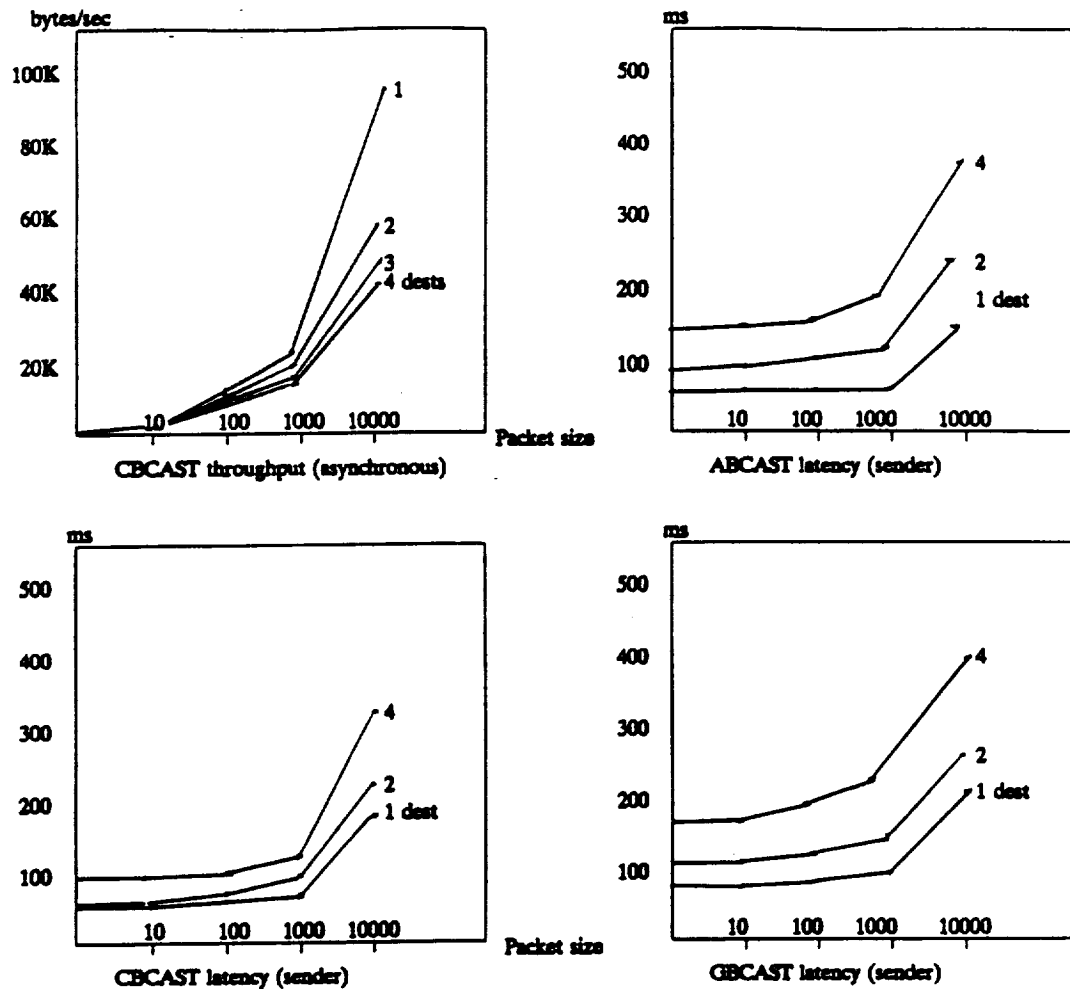 bytes/sec
100K
80K
60K
40K
20K
1
2
3
4 dests
10 100 1000 10000
Packet size
CBCAST throughput (asynchronous)
ms
500
400
300
200
100
4
2
1 dest
10 100 1000 10000
ABCAST latency (sender)
ms
500
400
300
200
100
4
2
1 dest
10 100 1000 10000
Packet size
CBCAST latency (sender)
ms
500
400
300
200
100
4
2
1 dest
10 100 1000 10000
GBCAST latency (sender)